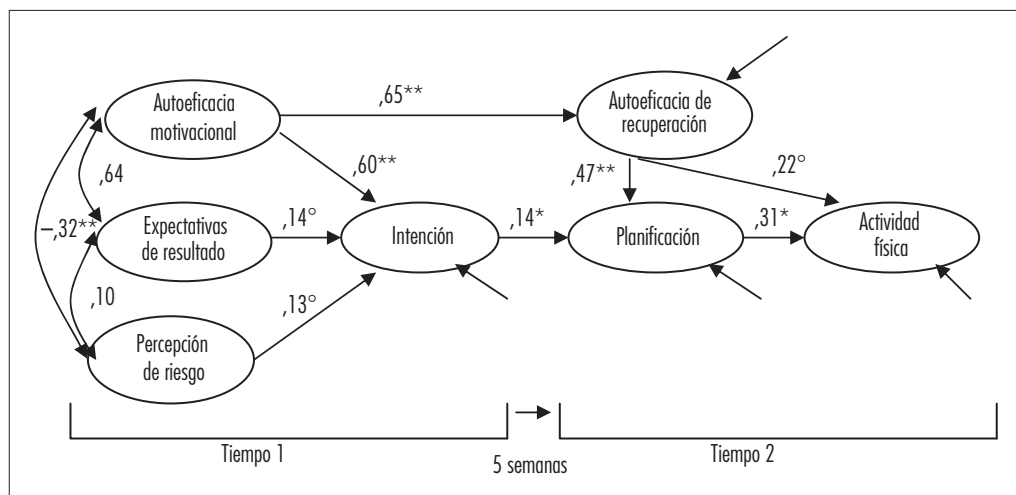 Autoeficacia
motivacional
,65**
Autoeficacia de
recuperación
,64
,60**
,47**
,22°
–,32**
Expectativas
de resultado
,14°
Intención
,14*
Planificación
,31*
Actividad
física
,10
,13°
Percepción
de riesgo
Tiempo 1
5 semanas
Tiempo 2